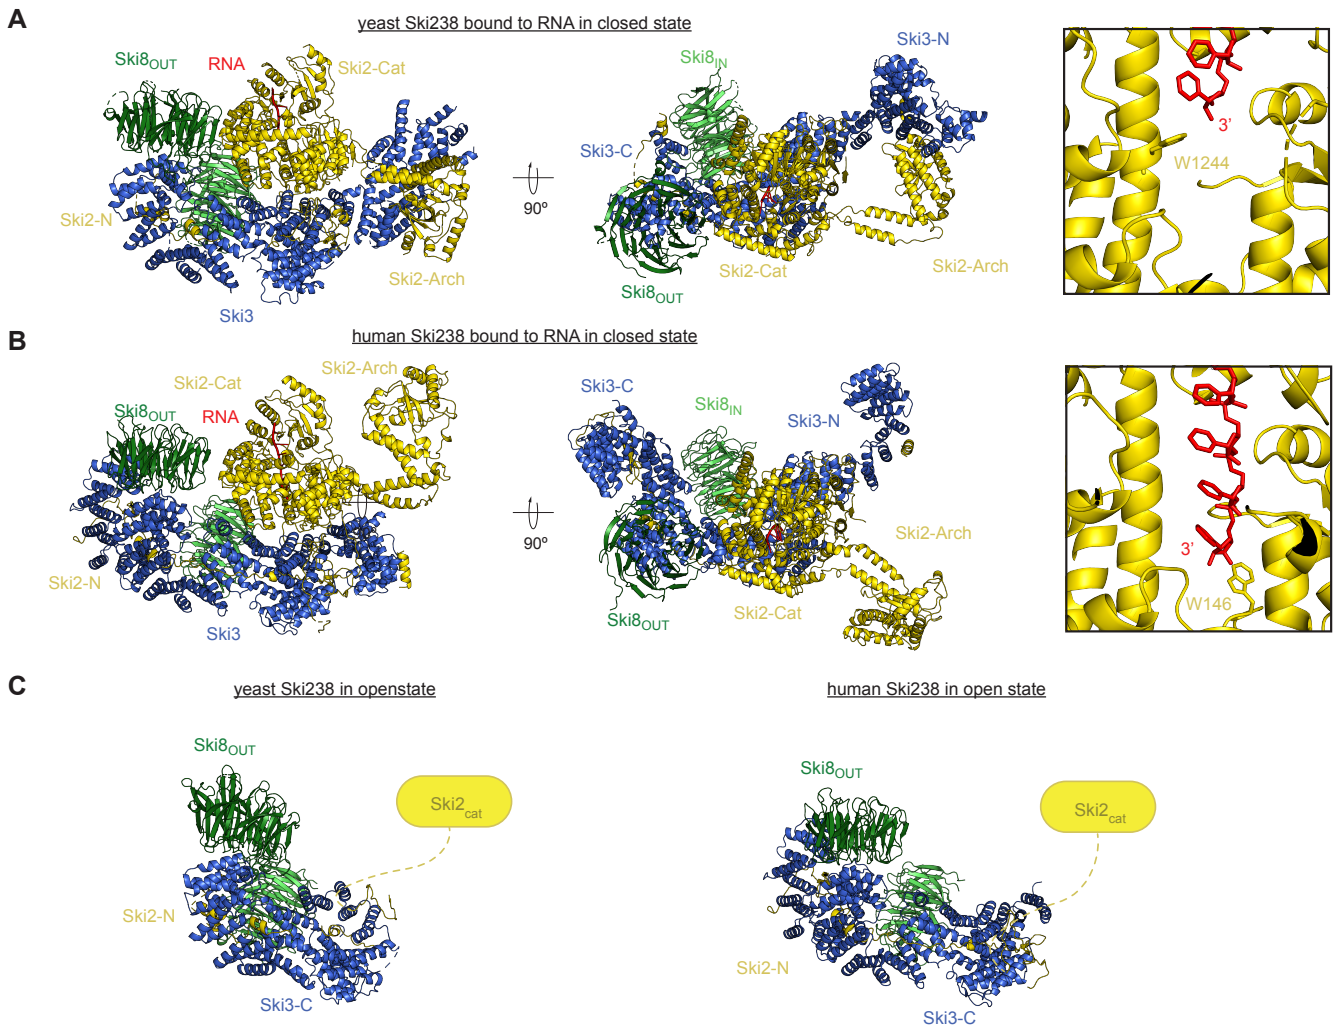 A
yeast Ski238 bound to RNA in closed state
Ski8OUT
RNA
Ski2-Cat
Ski2-N
Ski2-Arch
Ski3
90º
Ski3-N
Ski8IN
Ski3-C
Ski2-Cat
Ski2-Arch
Ski8OUT
3'
W1244
B
human Ski238 bound to RNA in closed state
Ski2-Arch
Ski2-Cat
Ski8OUT
RNA
Ski2-N
Ski3
90º
Ski3-C
Ski8IN
Ski3-N
Ski2-Arch
Ski2-Cat
Ski8OUT
3'
W146
C
yeast Ski238 in openstate
Ski8OUT
Ski2cat
Ski2-N
Ski3-C
human Ski238 in open state
Ski8OUT
Ski2cat
Ski2-N
Ski3-C